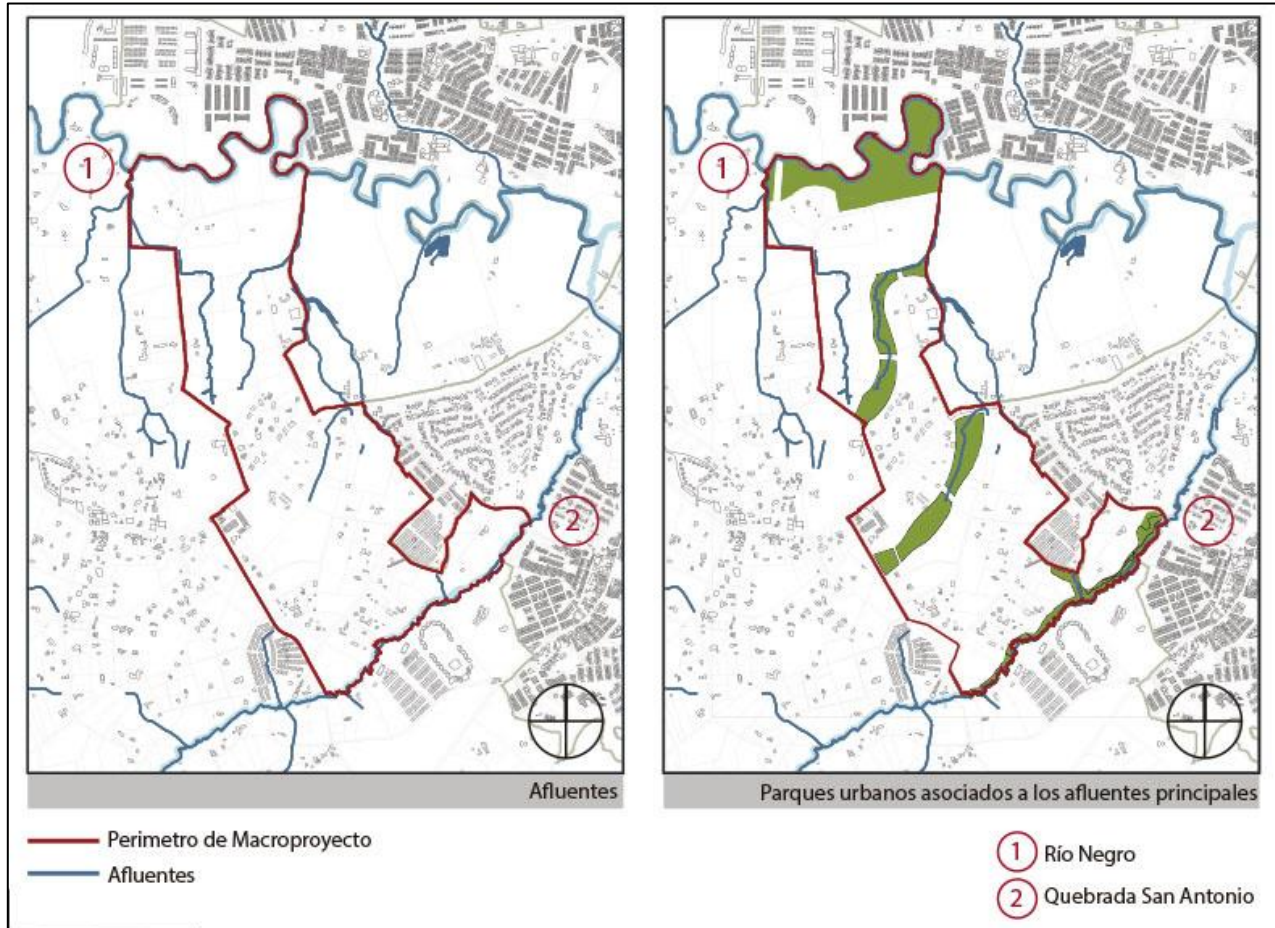 1
2
1
2
Afluentes
Parques urbanos asociados a los afluentes principales
Perimetro de Macroproyecto
Afluentes
1 Río Negro
2 Quebrada San Antonio